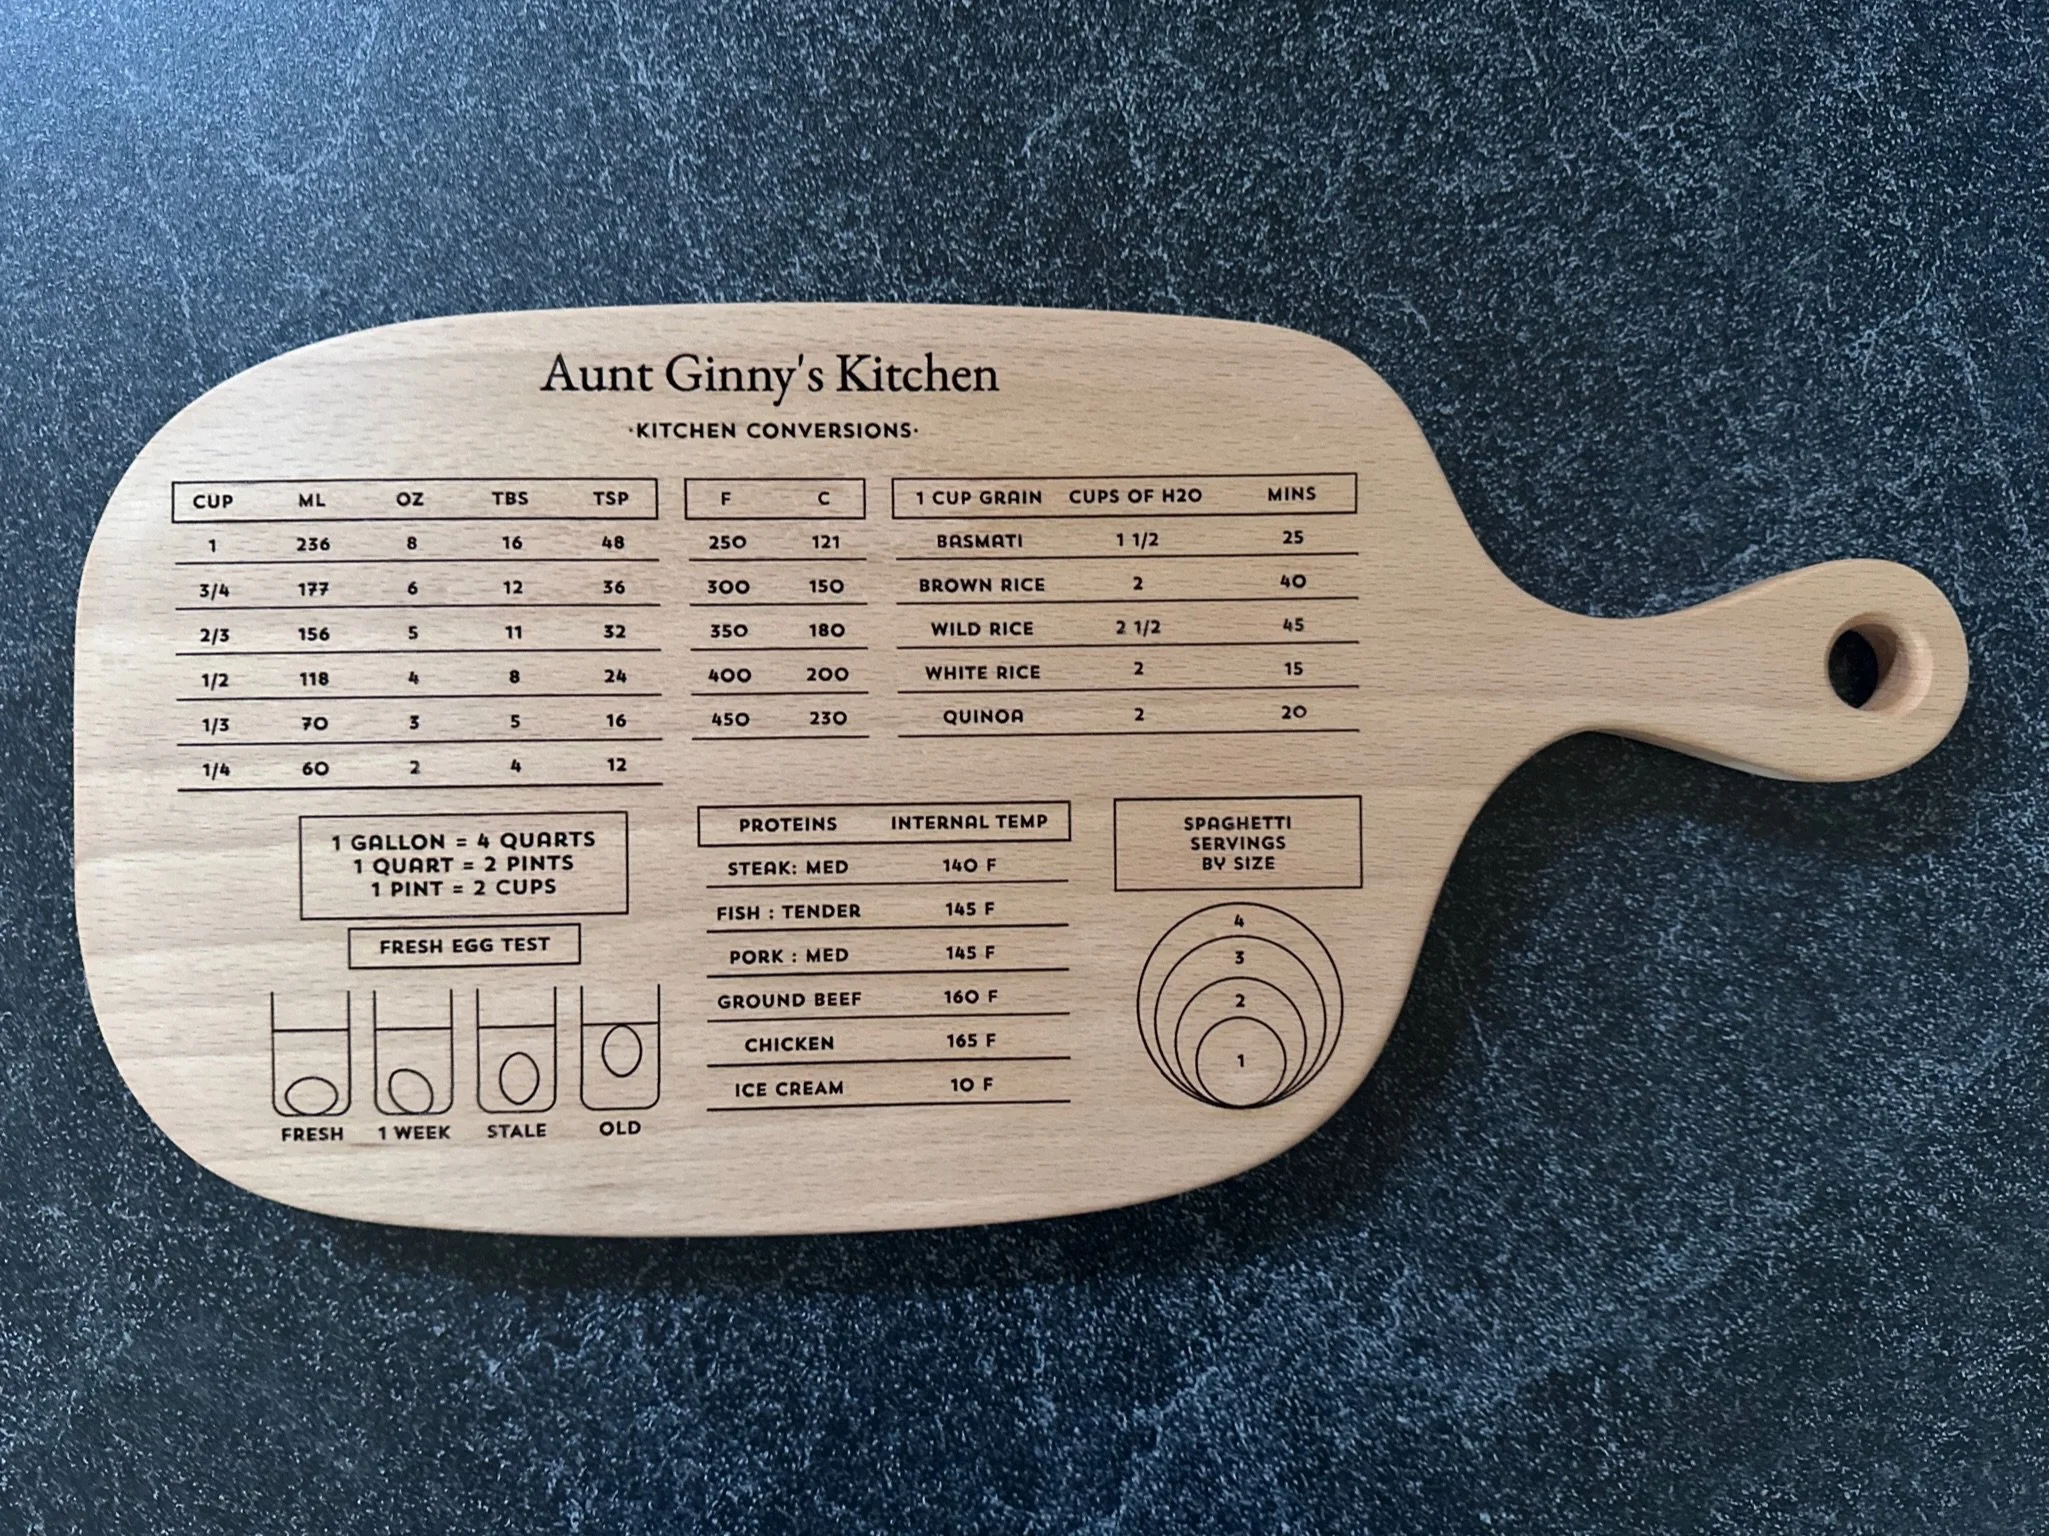 Aunt Ginny's Kitchen
·KITCHEN CONVERSIONS·
CUP ML OZ TBS TSP
1 236 8 16 48
3/4 177 6 12 36
2/3 156 5 11 32
1/2 118 4 8 24
1/3 70 3 5 16
1/4 60 2 4 12
F C
250 121
300 150
350 180
400 200
450 230
1 CUP GRAIN CUPS OF H2O MINS
BASMATI 1 1/2 25
BROWN RICE 2 40
WILD RICE 2 1/2 45
WHITE RICE 2 15
QUINOA 2 20
1 GALLON = 4 QUARTS
1 QUART = 2 PINTS
1 PINT = 2 CUPS
FRESH EGG TEST
FRESH 1 WEEK STALE OLD
PROTEINS INTERNAL TEMP
STEAK: MED 140 F
FISH : TENDER 145 F
PORK : MED 145 F
GROUND BEEF 160 F
CHICKEN 165 F
ICE CREAM 10 F
SPAGHETTI
SERVINGS
BY SIZE
4
3
2
1